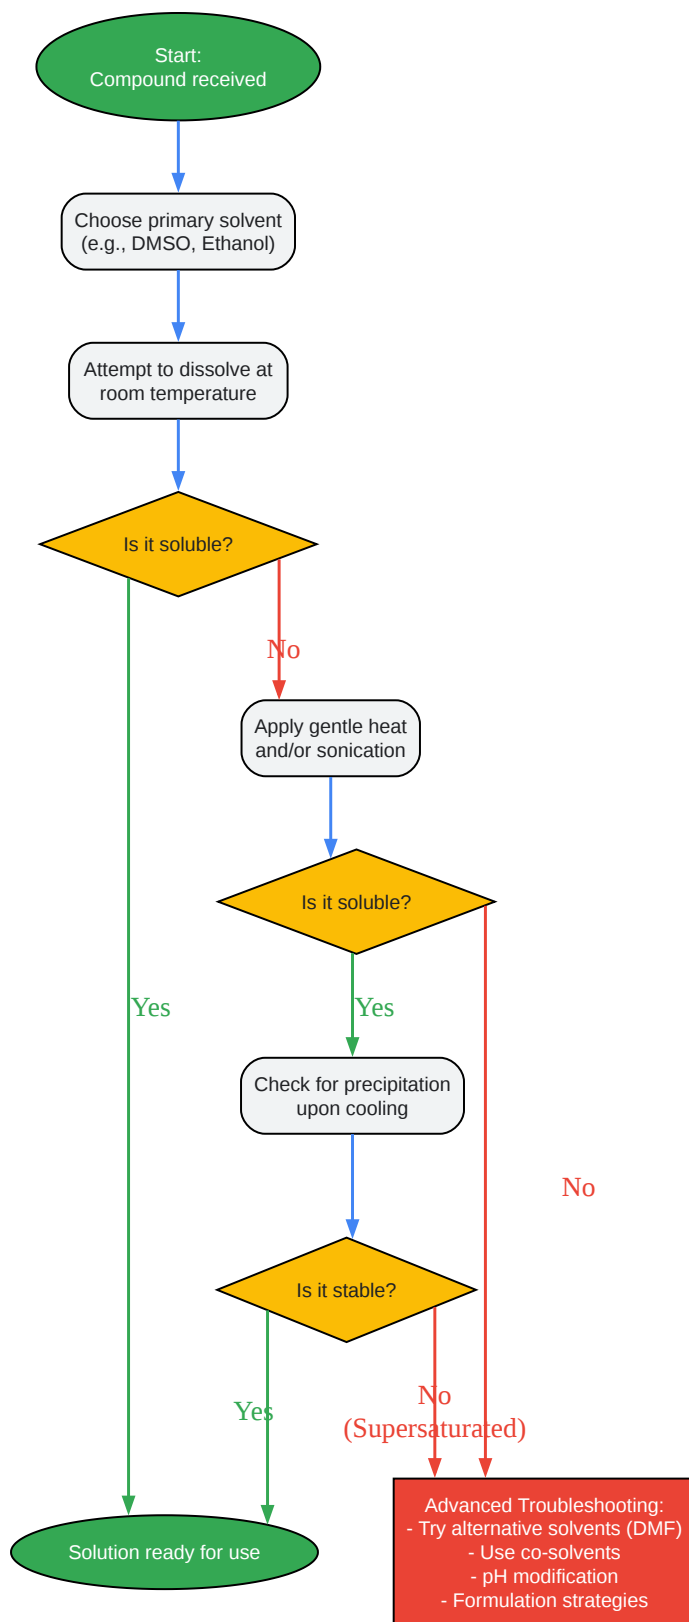 Start:
Compound received
Choose primary solvent
(e.g., DMSO, Ethanol)
Attempt to dissolve at
room temperature
Is it soluble?
No
Apply gentle heat
and/or sonication
Is it soluble?
Yes
Yes
Check for precipitation
upon cooling
No
Is it stable?
Yes
No
(Supersaturated)
Solution ready for use
Advanced Troubleshooting:
- Try alternative solvents (DMF)
- Use co-solvents
- pH modification
- Formulation strategies